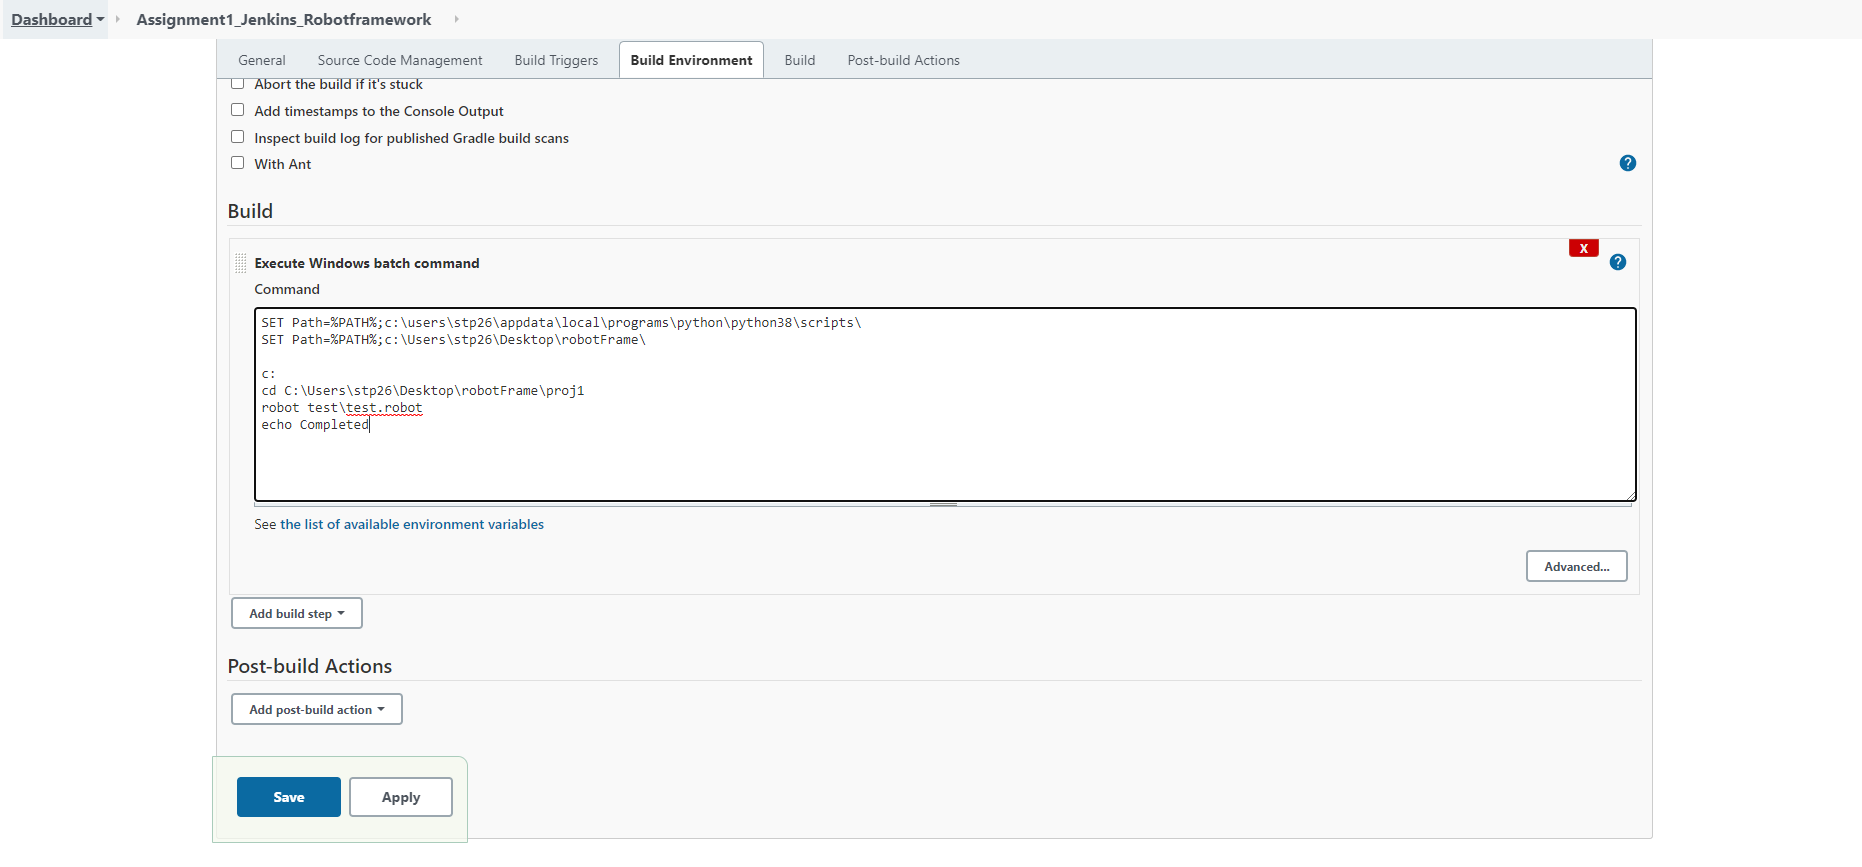 Dashboard Assignment1_Jenkins_Robotframework
General Source Code Management Build Triggers Build Environment Build Post-build Actions
Abort the build if it's stuck
Add timestamps to the Console Output
Inspect build log for published Gradle build scans
With Ant
?
Build
X
Execute Windows batch command
?
Command
SET Path=%PATH%;c:\users\stp26\appdata\local\programs\python\python38\scripts\
SET Path=%PATH%;c:\Users\stp26\Desktop\robotFrame\
c:
cd C:\Users\stp26\Desktop\robotFrame\proj1
robot test\test.robot
echo Completed
See the list of available environment variables
Advanced...
Add build step
Post-build Actions
Add post-build action
Save Apply